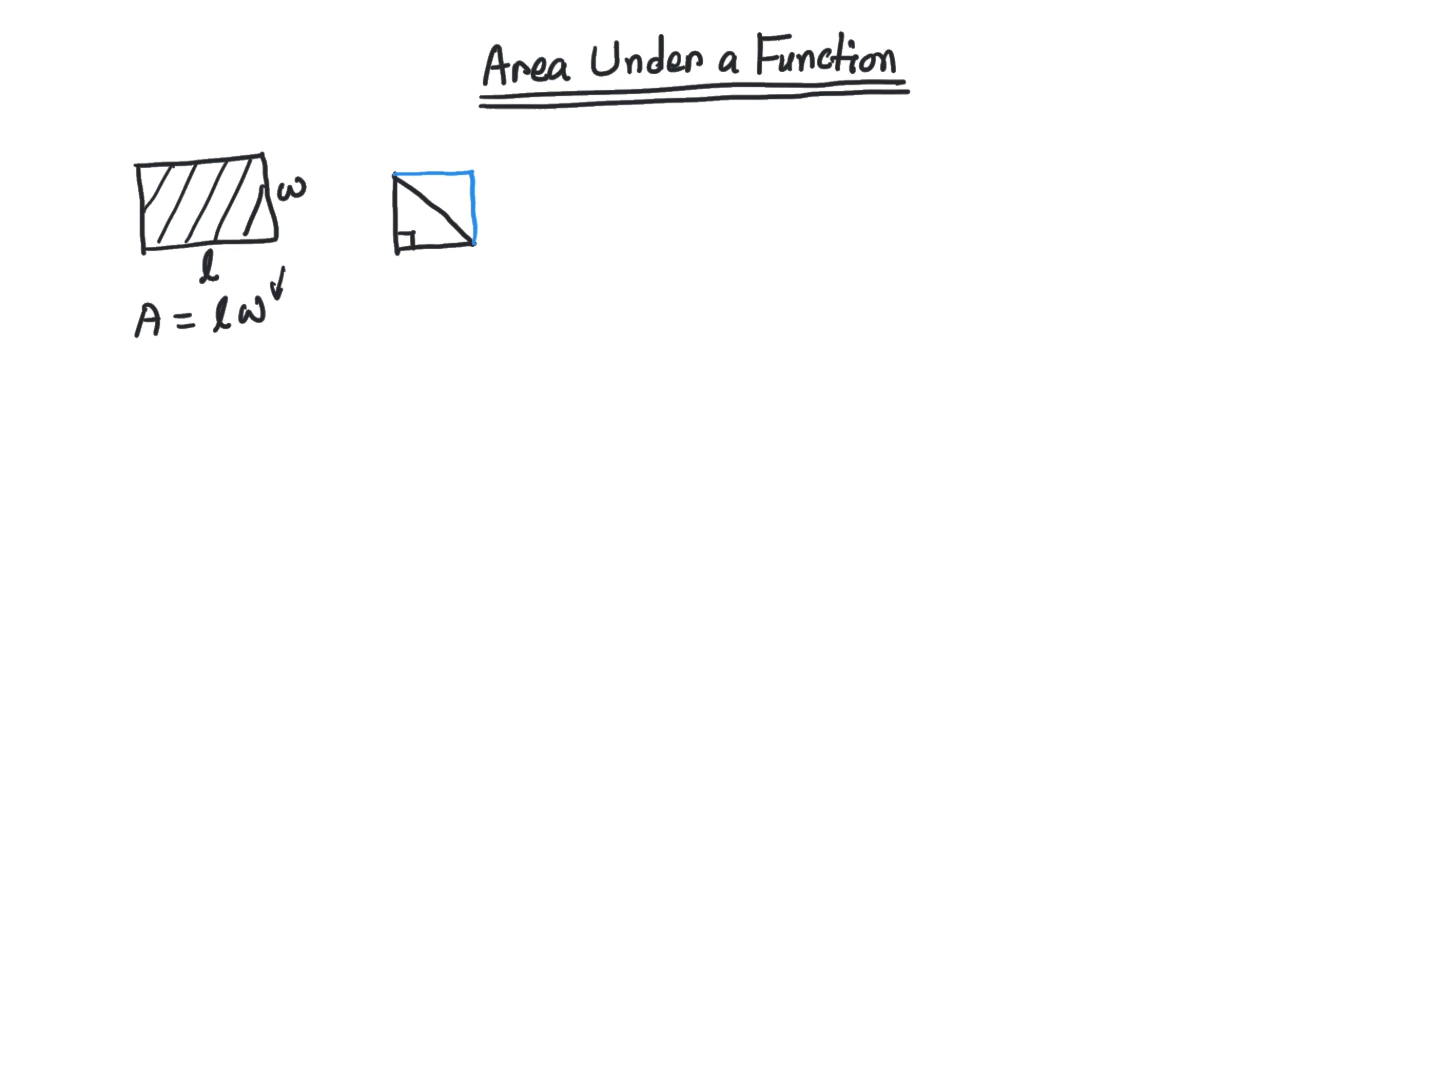 Area Under a Function
w
l
A = lw